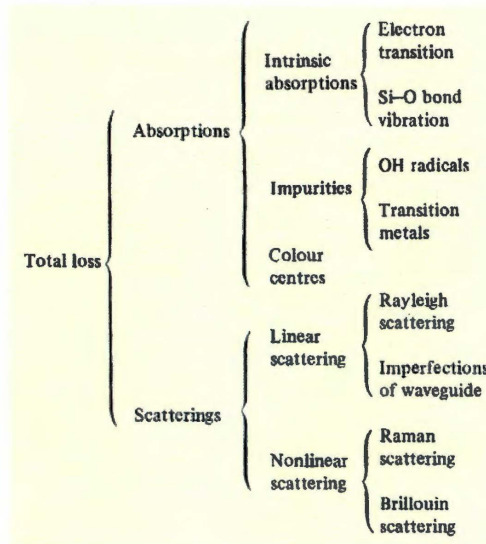 Total loss
Absorptions
Intrinsic
absorptions
Electron
transition
Si–O bond
vibration
Impurities
OH radicals
Transition
metals
Colour
centres
Scatterings
Linear
scattering
Rayleigh
scattering
Imperfections
of waveguide
Nonlinear
scattering
Raman
scattering
Brillouin
scattering